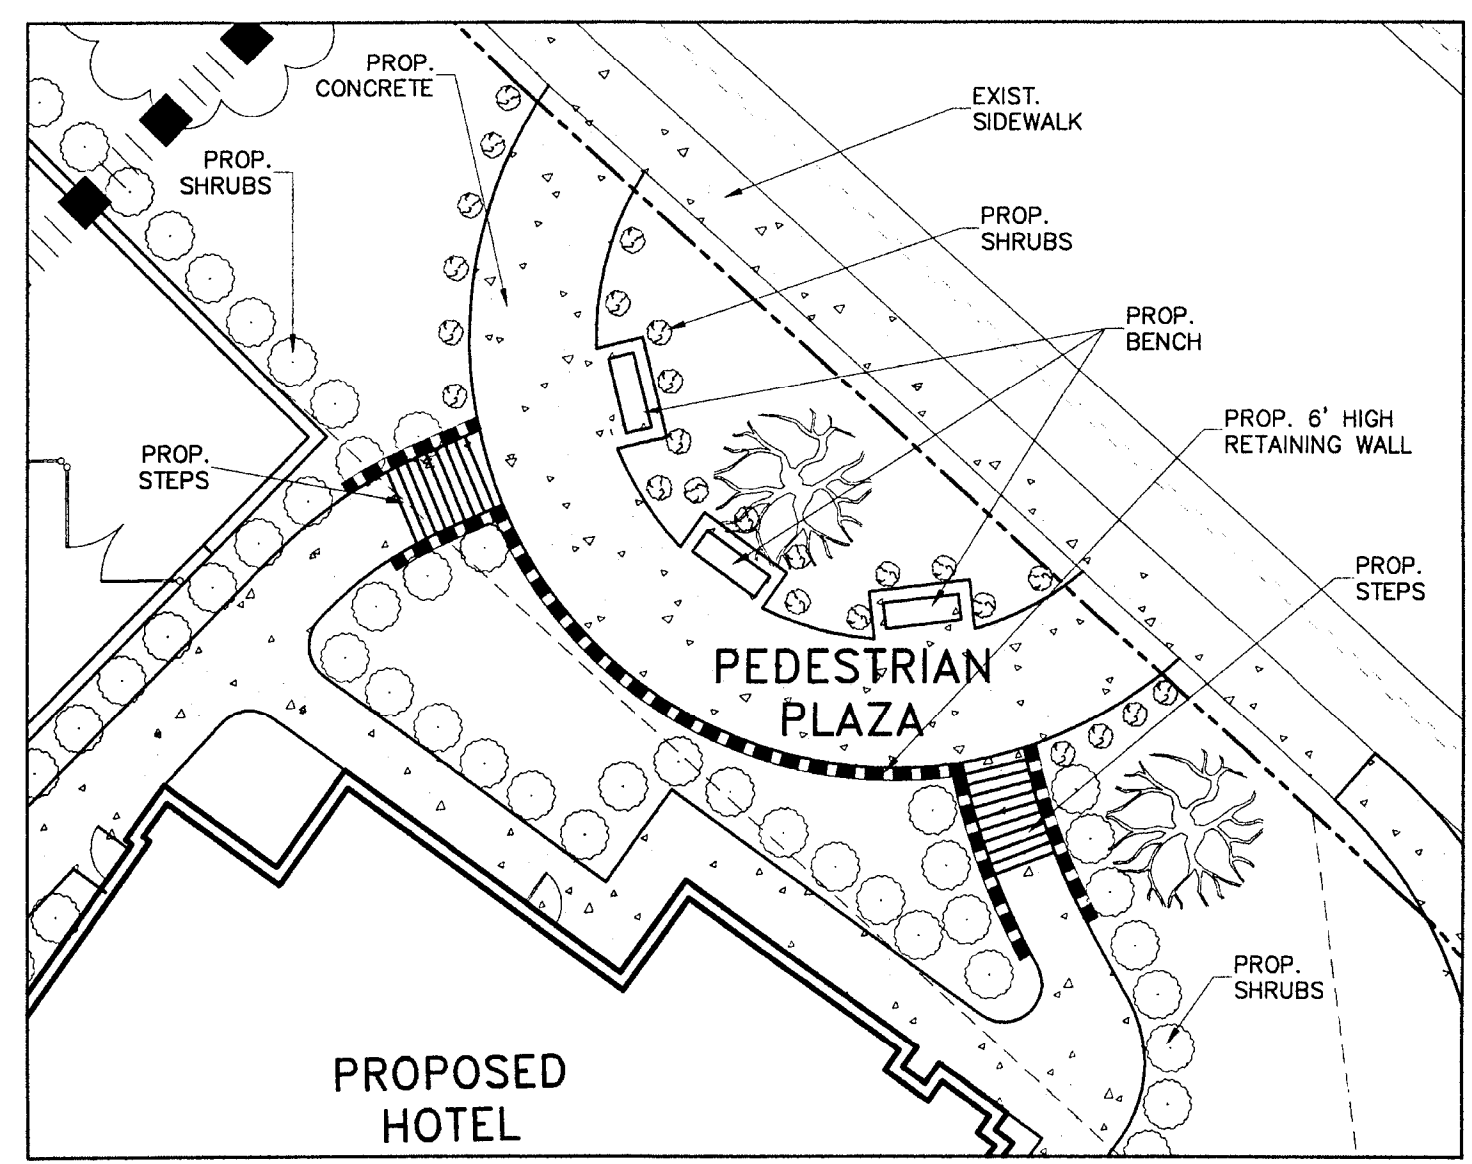 PROP.
CONCRETE
EXIST.
SIDEWALK
PROP.
SHRUBS
PROP.
SHRUBS
PROP.
BENCH
PROP. 6' HIGH
RETAINING WALL
PROP.
STEPS
PROP.
STEPS
PEDESTRIAN
PLAZA
PROP.
SHRUBS
PROPOSED
HOTEL